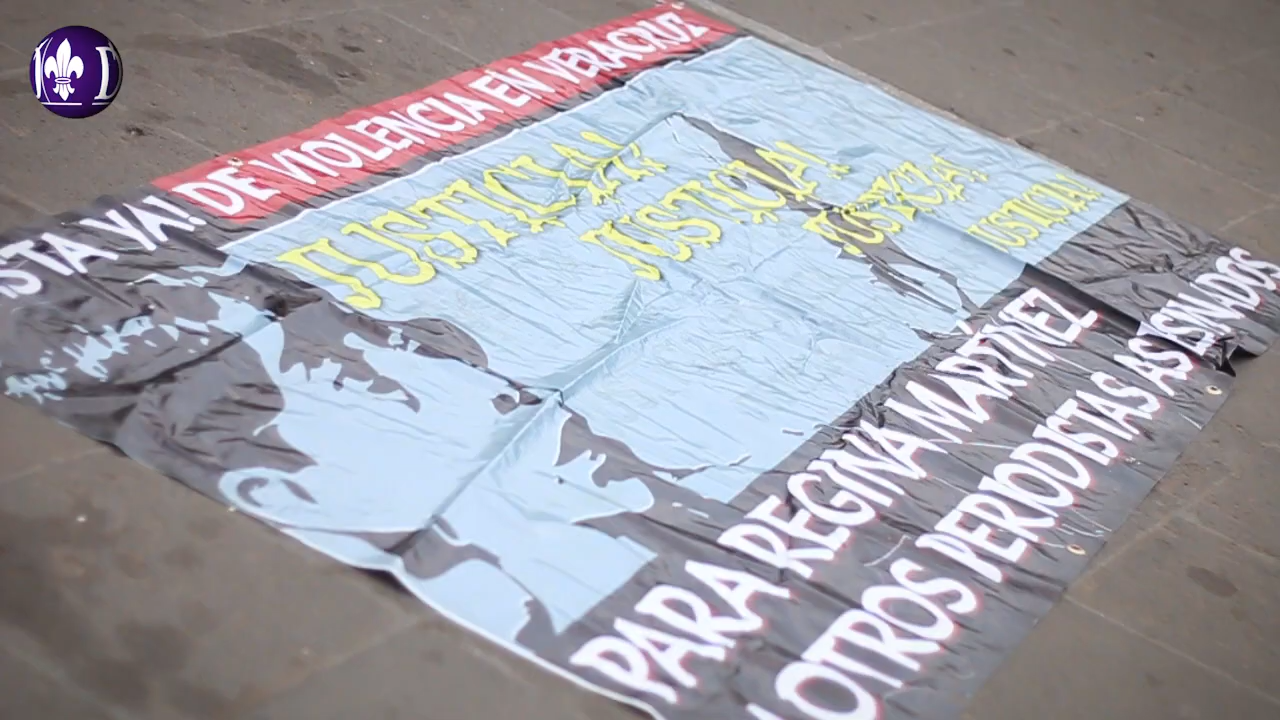 STA YA! DE VIOLENCIA EN VERACRUZ
JUSTICIA!
JUSTICIA!
JUSTICIA!
JUSTICIA!
PARA REGINA MARTÍNEZ
OTROS PERIODISTAS ASESINADOS